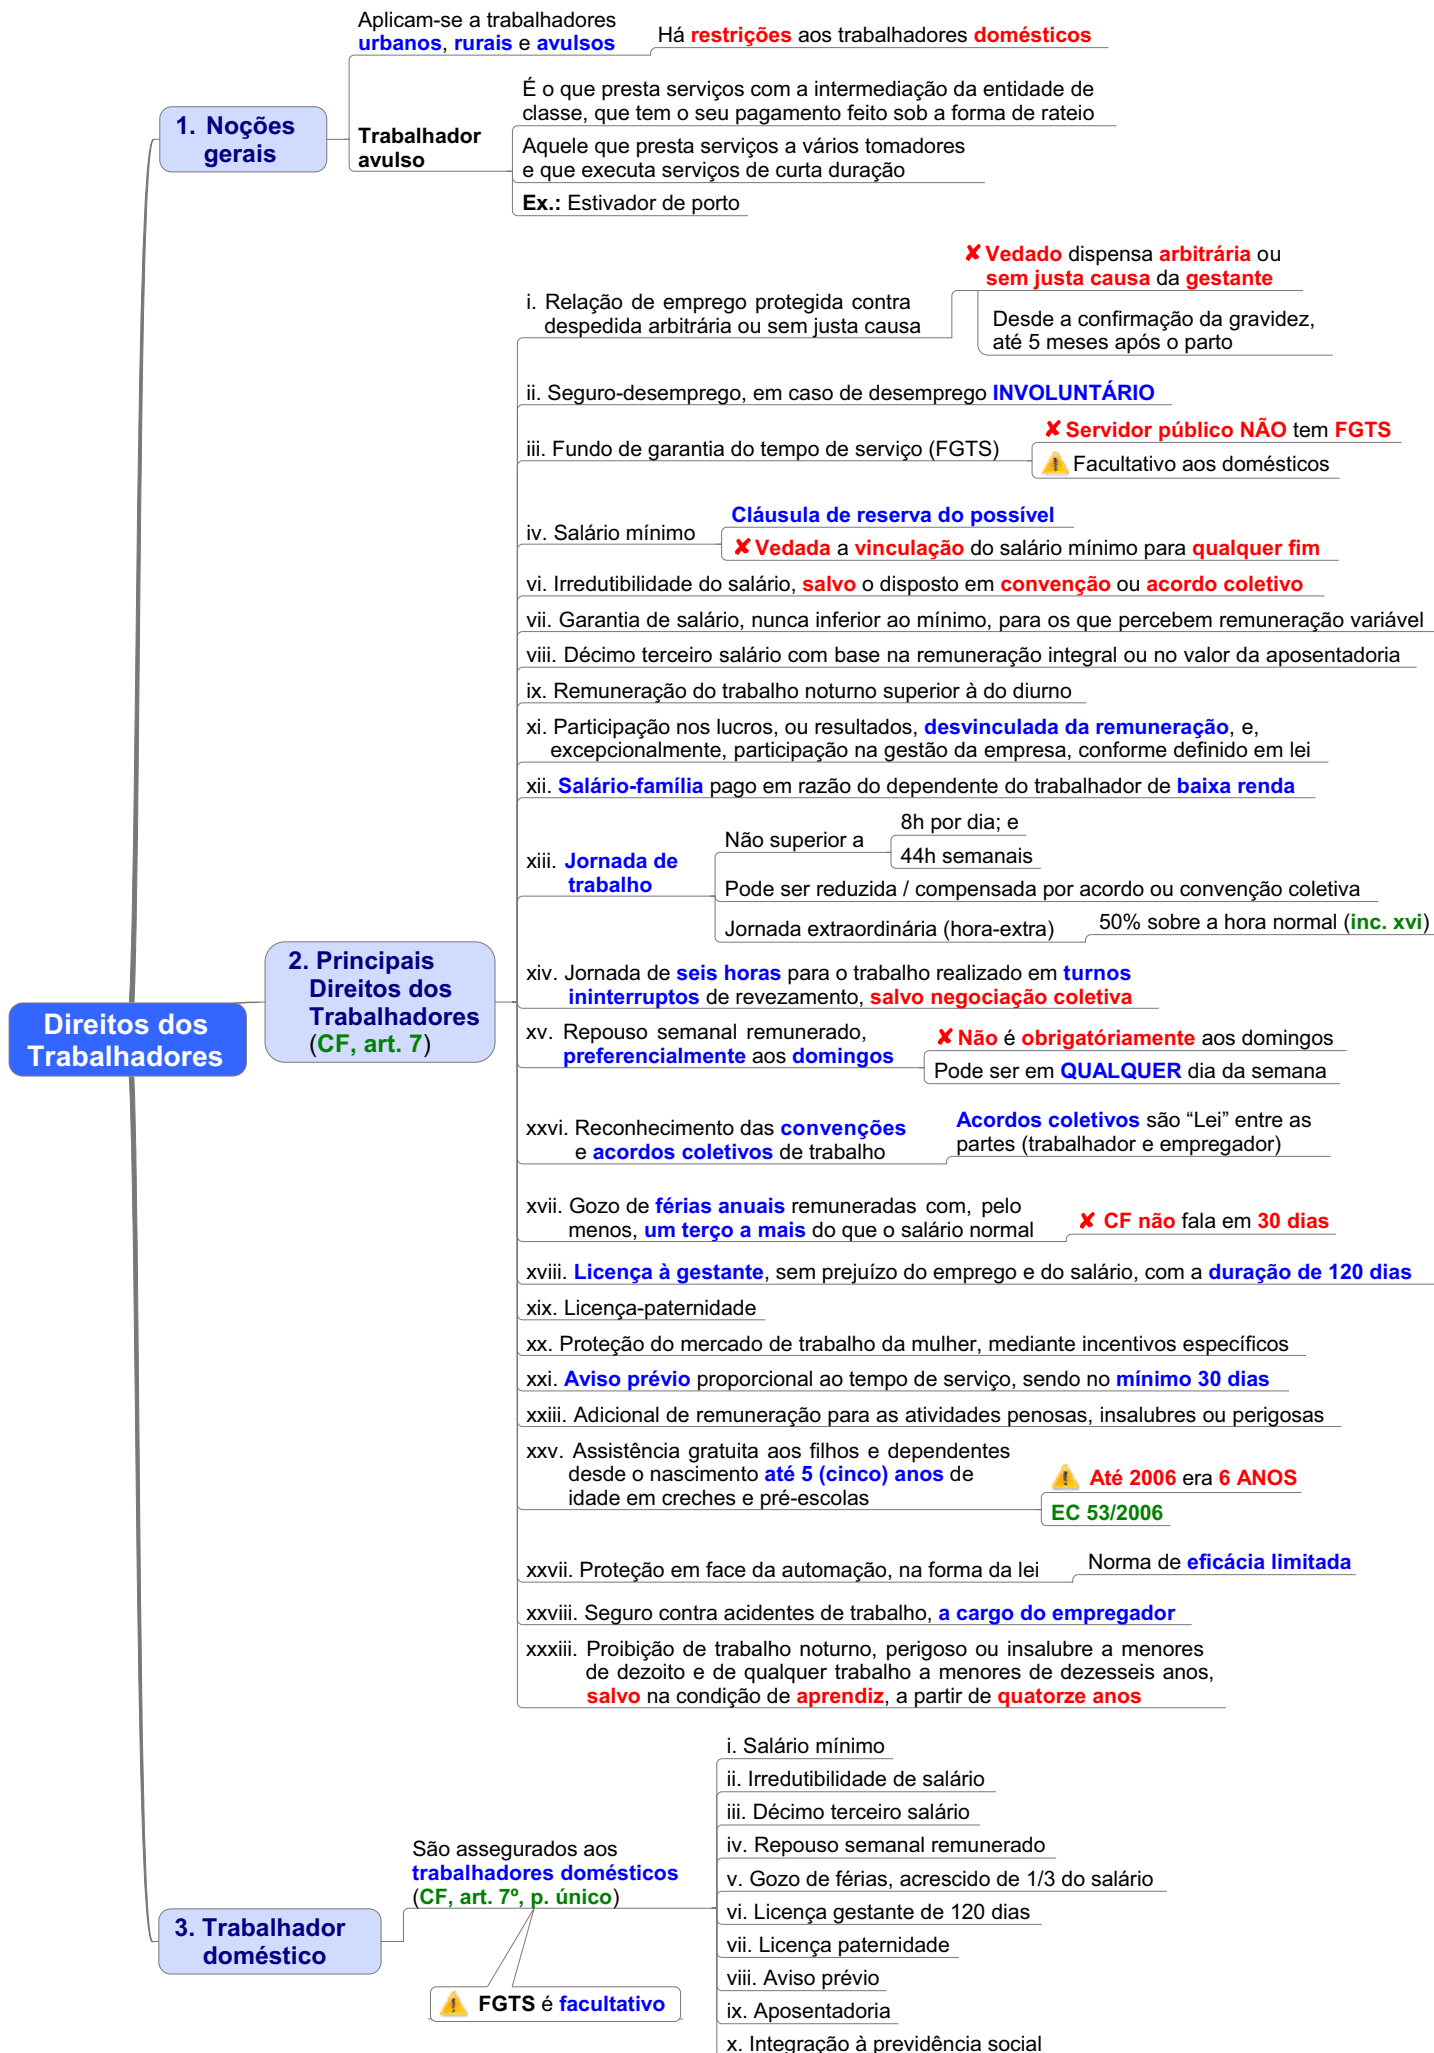 Direitos dos
Trabalhadores
1. Noções
gerais
Aplicam-se a trabalhadores
urbanos, rurais e avulsos
Há restrições aos trabalhadores domésticos
Trabalhador
avulso
É o que presta serviços com a intermediação da entidade de
classe, que tem o seu pagamento feito sob a forma de rateio
Aquele que presta serviços a vários tomadores
e que executa serviços de curta duração
Ex.: Estivador de porto
2. Principais
Direitos dos
Trabalhadores
(CF, art. 7)
i. Relação de emprego protegida contra
despedida arbitrária ou sem justa causa
✘ Vedado dispensa arbitrária ou
sem justa causa da gestante
Desde a confirmação da gravidez,
até 5 meses após o parto
ii. Seguro-desemprego, em caso de desemprego INVOLUNTÁRIO
iii. Fundo de garantia do tempo de serviço (FGTS)
✘ Servidor público NÃO tem FGTS
Facultativo aos domésticos
iv. Salário mínimo
Cláusula de reserva do possível
✘ Vedada a vinculação do salário mínimo para qualquer fim
vi. Irredutibilidade do salário, salvo o disposto em convenção ou acordo coletivo
vii. Garantia de salário, nunca inferior ao mínimo, para os que percebem remuneração variável
viii. Décimo terceiro salário com base na remuneração integral ou no valor da aposentadoria
ix. Remuneração do trabalho noturno superior à do diurno
xi. Participação nos lucros, ou resultados, desvinculada da remuneração, e,
excepcionalmente, participação na gestão da empresa, conforme definido em lei
xii. Salário-família pago em razão do dependente do trabalhador de baixa renda
xiii. Jornada de
trabalho
Não superior a
8h por dia; e
44h semanais
Pode ser reduzida / compensada por acordo ou convenção coletiva
Jornada extraordinária (hora-extra)
50% sobre a hora normal (inc. xvi)
xiv. Jornada de seis horas para o trabalho realizado em turnos
ininterruptos de revezamento, salvo negociação coletiva
xv. Repouso semanal remunerado,
preferencialmente aos domingos
✘ Não é obrigatóriamente aos domingos
Pode ser em QUALQUER dia da semana
xxvi. Reconhecimento das convenções
e acordos coletivos de trabalho
Acordos coletivos são “Lei” entre as
partes (trabalhador e empregador)
xvii. Gozo de férias anuais remuneradas com, pelo
menos, um terço a mais do que o salário normal
✘ CF não fala em 30 dias
xviii. Licença à gestante, sem prejuízo do emprego e do salário, com a duração de 120 dias
xix. Licença-paternidade
xx. Proteção do mercado de trabalho da mulher, mediante incentivos específicos
xxi. Aviso prévio proporcional ao tempo de serviço, sendo no mínimo 30 dias
xxiii. Adicional de remuneração para as atividades penosas, insalubres ou perigosas
xxv. Assistência gratuita aos filhos e dependentes
desde o nascimento até 5 (cinco) anos de
idade em creches e pré-escolas
Até 2006 era 6 ANOS
EC 53/2006
xxvii. Proteção em face da automação, na forma da lei
Norma de eficácia limitada
xxviii. Seguro contra acidentes de trabalho, a cargo do empregador
xxxiii. Proibição de trabalho noturno, perigoso ou insalubre a menores
de dezoito e de qualquer trabalho a menores de dezesseis anos,
salvo na condição de aprendiz, a partir de quatorze anos
3. Trabalhador
doméstico
São assegurados aos
trabalhadores domésticos
(CF, art. 7º, p. único)
FGTS é facultativo
i. Salário mínimo
ii. Irredutibilidade de salário
iii. Décimo terceiro salário
iv. Repouso semanal remunerado
v. Gozo de férias, acrescido de 1/3 do salário
vi. Licença gestante de 120 dias
vii. Licença paternidade
viii. Aviso prévio
ix. Aposentadoria
x. Integração à previdência social